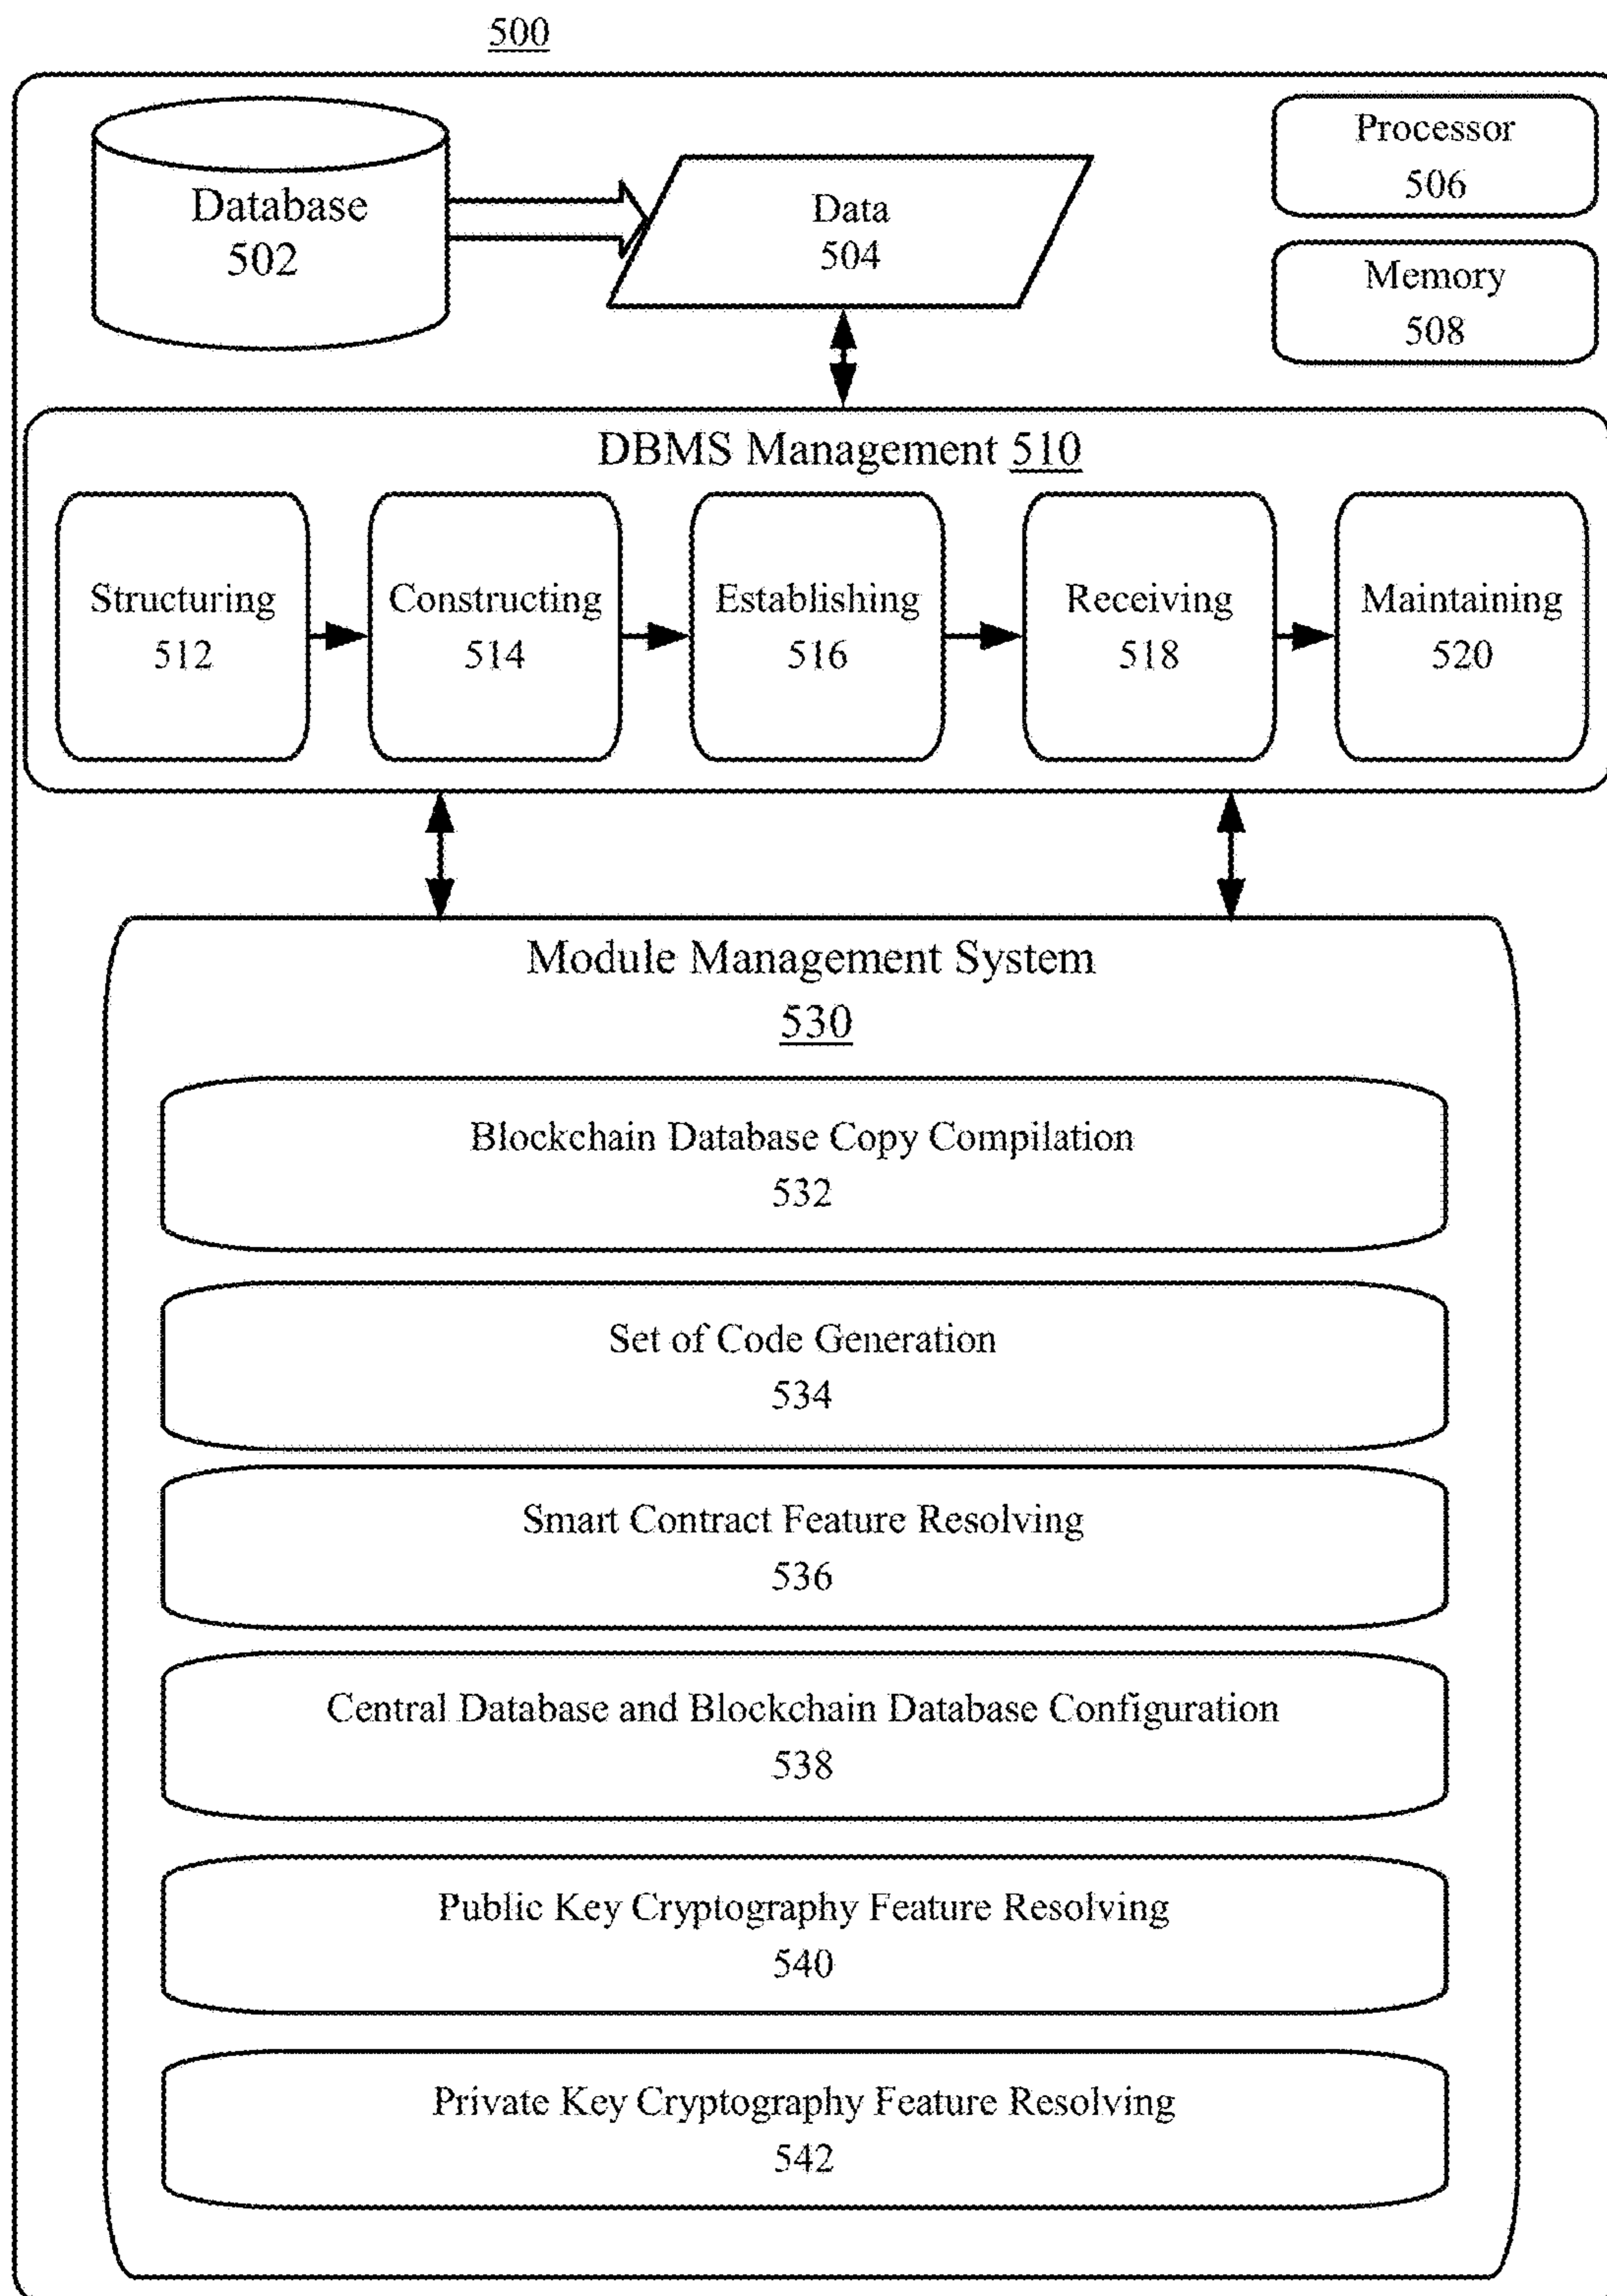 500
Database
502
Data
504
Processor
506
Memory
508
DBMS Management 510
Structuring
512
Constructing
514
Establishing
516
Receiving
518
Maintaining
520
Module Management System
530
Blockchain Database Copy Compilation
532
Set of Code Generation
534
Smart Contract Feature Resolving
536
Central Database and Blockchain Database Configuration
538
Public Key Cryptography Feature Resolving
540
Private Key Cryptography Feature Resolving
542